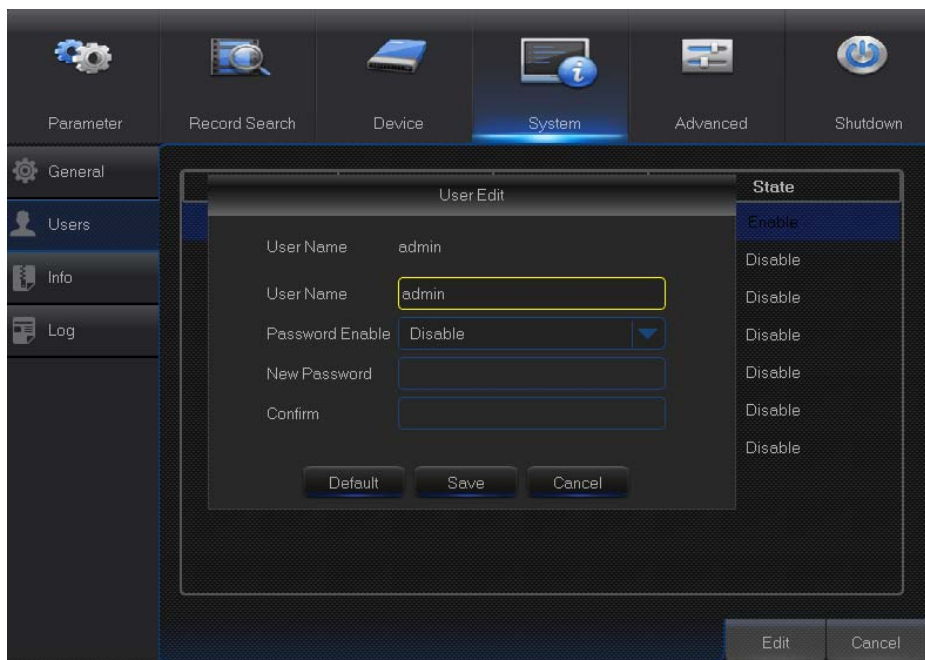 Parameter Record Search Device System Advanced Shutdown
General
Users
Info
Log
User Edit
State
Enable
Disable
Disable
Disable
Disable
Disable
Disable
User Name admin
User Name admin
Password Enable Disable
New Password
Confirm
Default Save Cancel
Edit Cancel